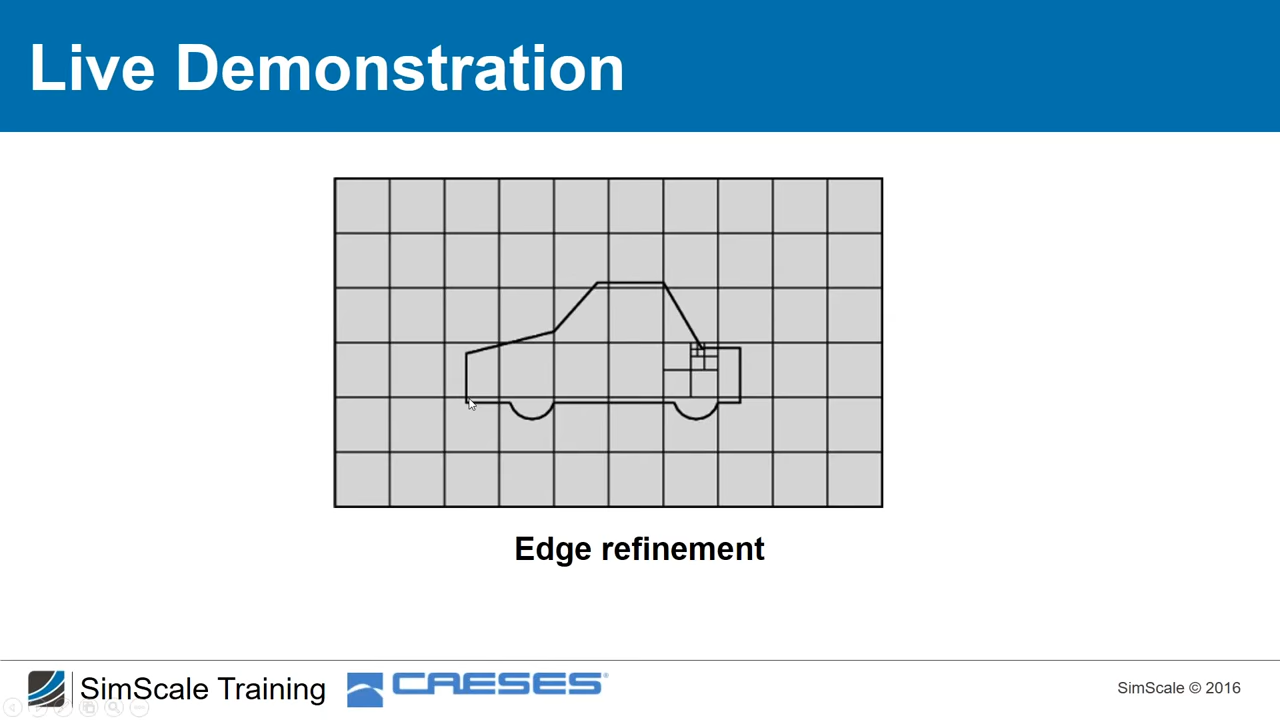 Live Demonstration
Edge refinement
SimScale Training
CAESES®
SimScale © 2016